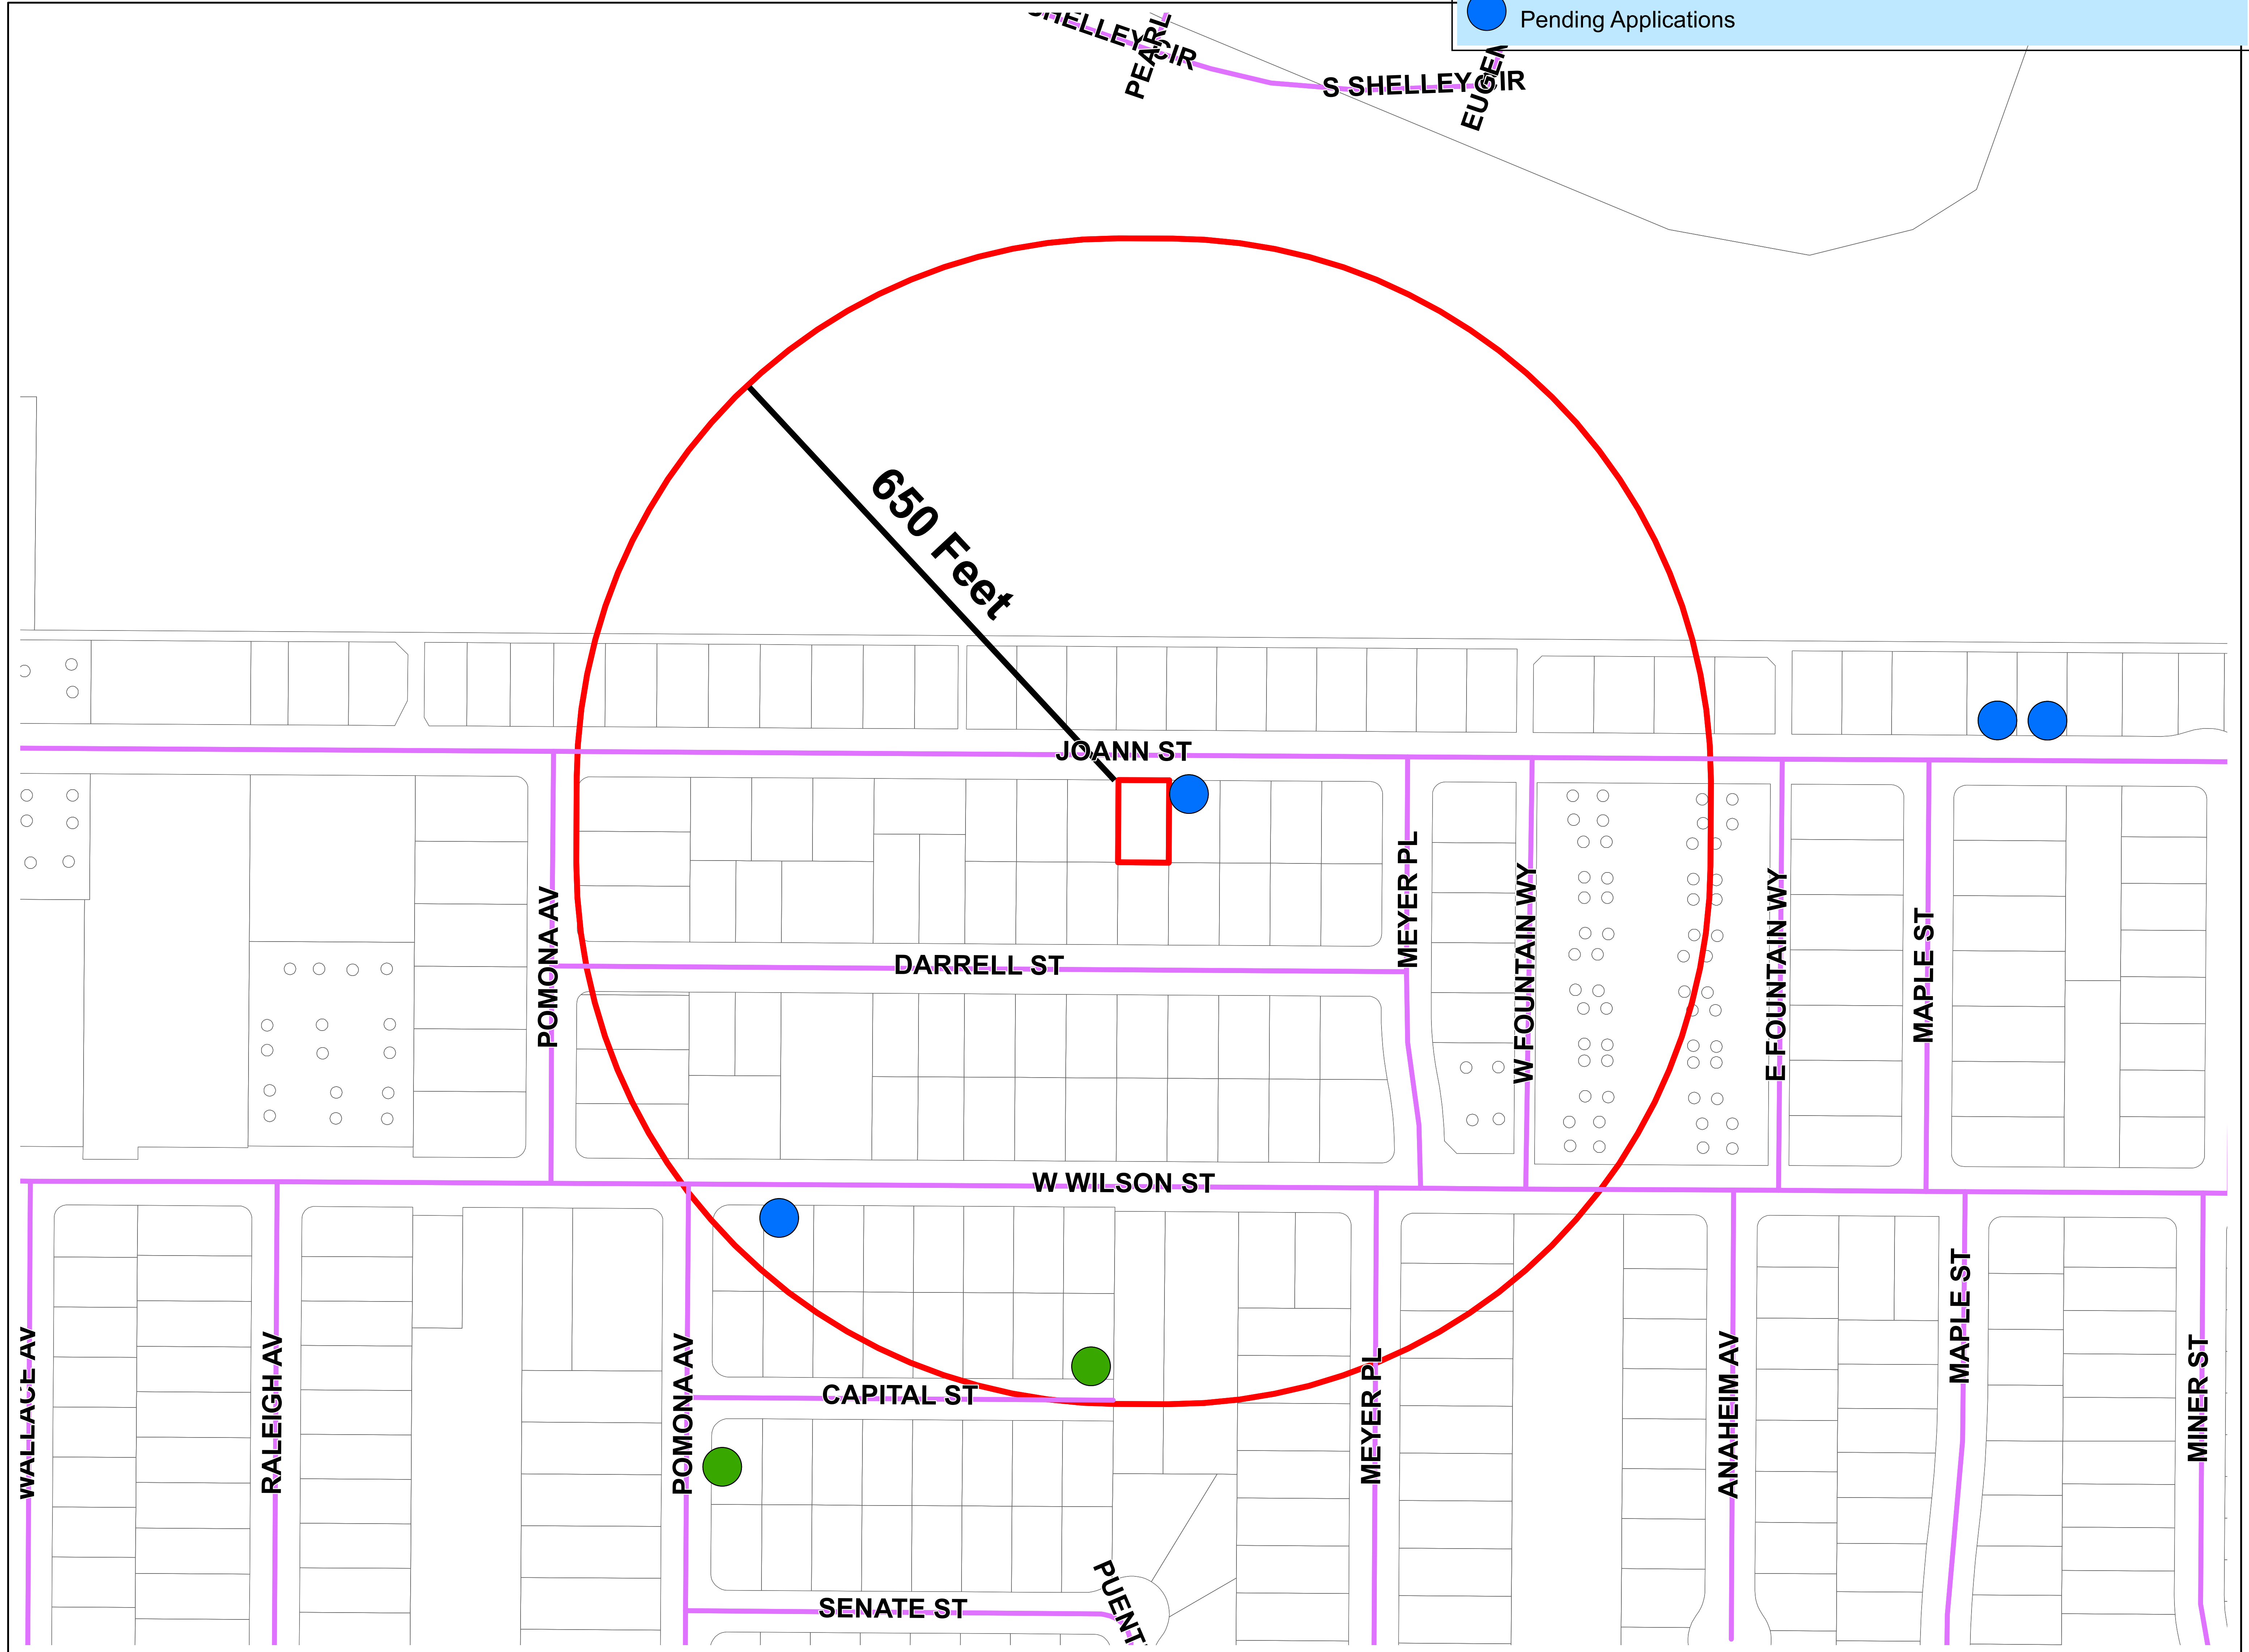 Pending Applications
SHELLEY CIR
PEARL
S SHELLEY CIR
650 Feet
JOANN ST
POMONA AV
DARRELL ST
MEYER PL
W FOUNTAIN WY
E FOUNTAIN WY
MAPLE ST
W WILSON ST
WALLACE AV
RALEIGH AV
POMONA AV
CAPITAL ST
MEYER PL
ANAHEIM AV
MAPLE ST
MINER ST
SENATE ST